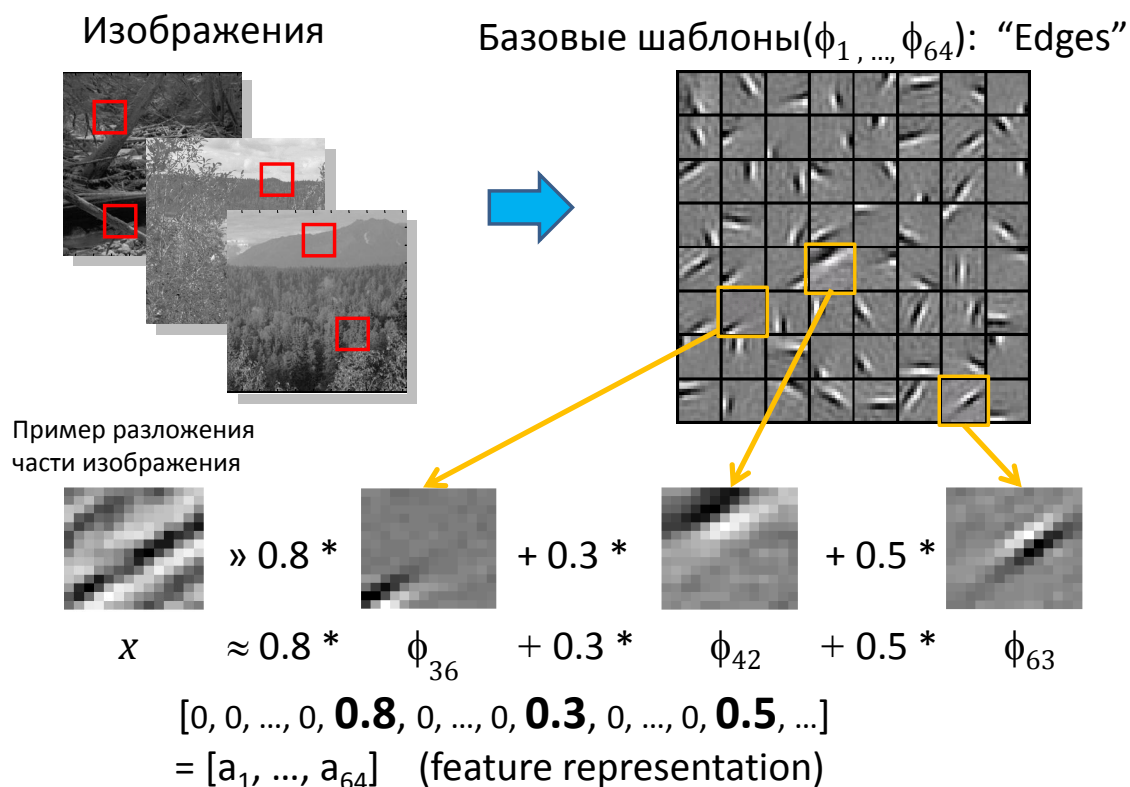 Изображения
Базовые шаблоны(ϕ1 , …, ϕ64): “Edges”
Пример разложения
части изображения
» 0.8 * + 0.3 * + 0.5 *
x ≈ 0.8 * ϕ36 + 0.3 * ϕ42 + 0.5 * ϕ63
[0, 0, …, 0, 0.8, 0, …, 0, 0.3, 0, …, 0, 0.5, …]
= [a1, …, a64] (feature representation)